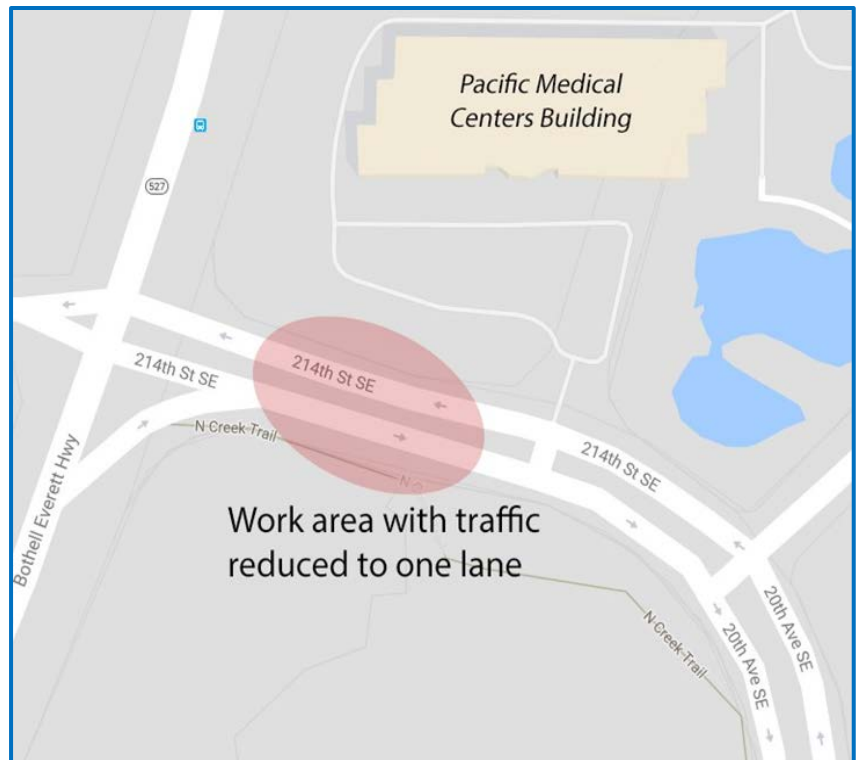 Pacific Medical
Centers Building
527
214th St SE
214th St SE
N Creek Trail
N C
Bothell Everett Hwy
Work area with traffic
reduced to one lane
214th St SE
N Creek Trail
20th Ave SE
20th Ave SE